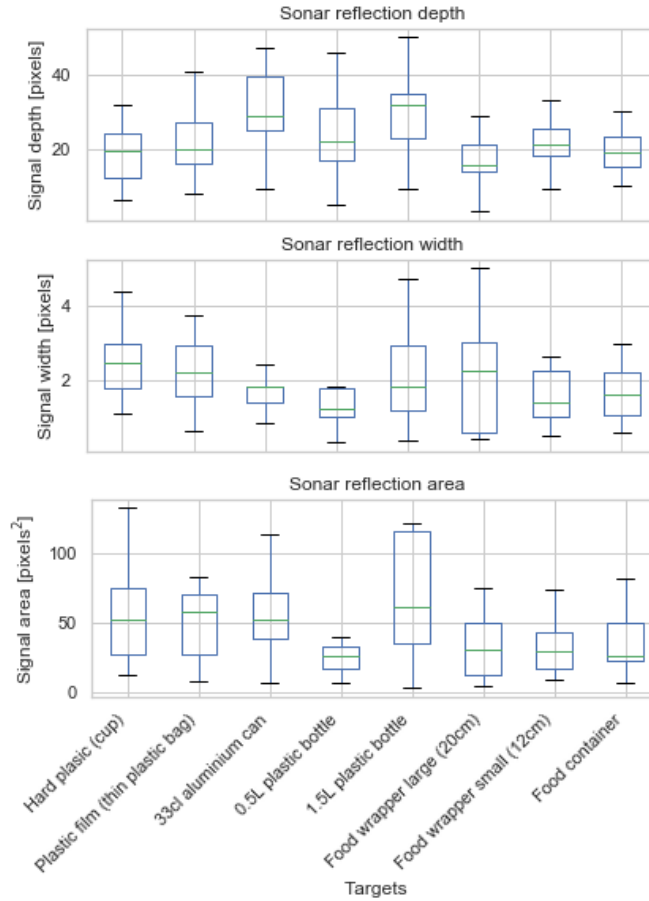 Sonar reflection depth
Signal depth [pixels]
40
20
Sonar reflection width
Signal width [pixels]
4
2
Sonar reflection area
Signal area [pixels²]
100
50
0
Hard plasic (cup)
Plastic film (thin plastic bag)
33cl aluminium can
0.5L plastic bottle
1.5L plastic bottle
Food wrapper large (20cm)
Food wrapper small (12cm)
Food container
Targets